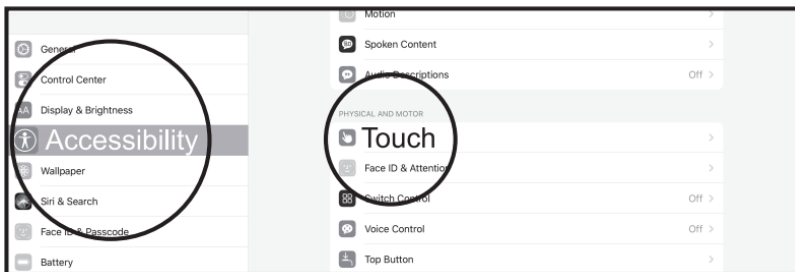 General
Control Center
AA Display & Brightness
Accessibility
Wallpaper
Siri & Search
Face ID & Passcode
Battery
Motion
Spoken Content
Audio Descriptions Off
PHYSICAL AND MOTOR
Touch
Face ID & Attention
Switch Control Off
Voice Control Off
Top Button